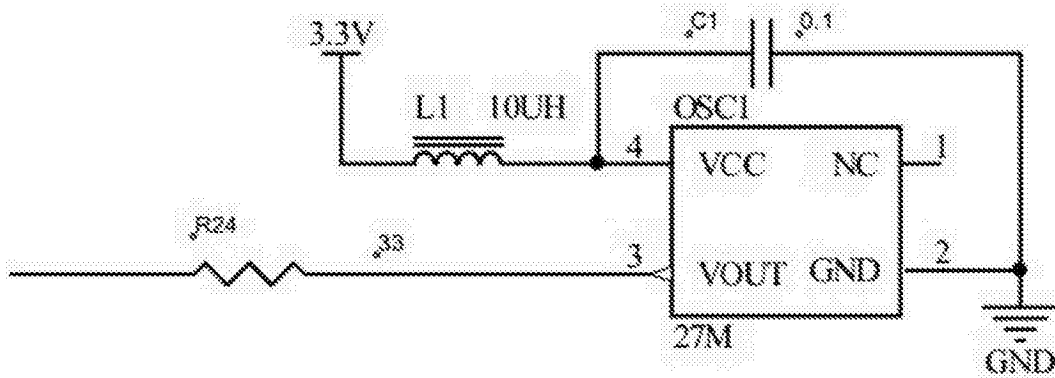 C1 0.1
3.3V
L1 10UH OSC1
4 VCC NC 1
R24
33 3 VOUT GND 2
27M
GND